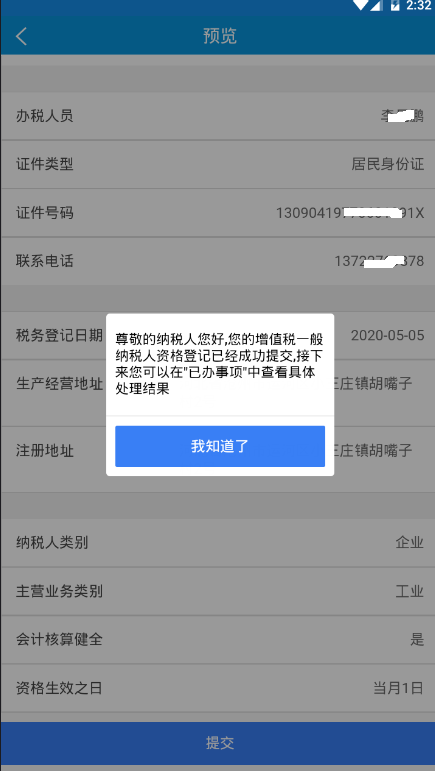 2:32
预览
办税人员
证件类型 居民身份证
证件号码
联系电话
税务登记日期 2020-05-05
尊敬的纳税人您好,您的增值税一般
纳税人资格登记已经成功提交,接下
来您可以在"已办事项"中查看具体
处理结果
我知道了
生产经营地址 王庄镇胡嘴子
注册地址 王庄镇胡嘴子
纳税人类别 企业
主营业务类别 工业
会计核算健全 是
资格生效之日 当月1日
提交